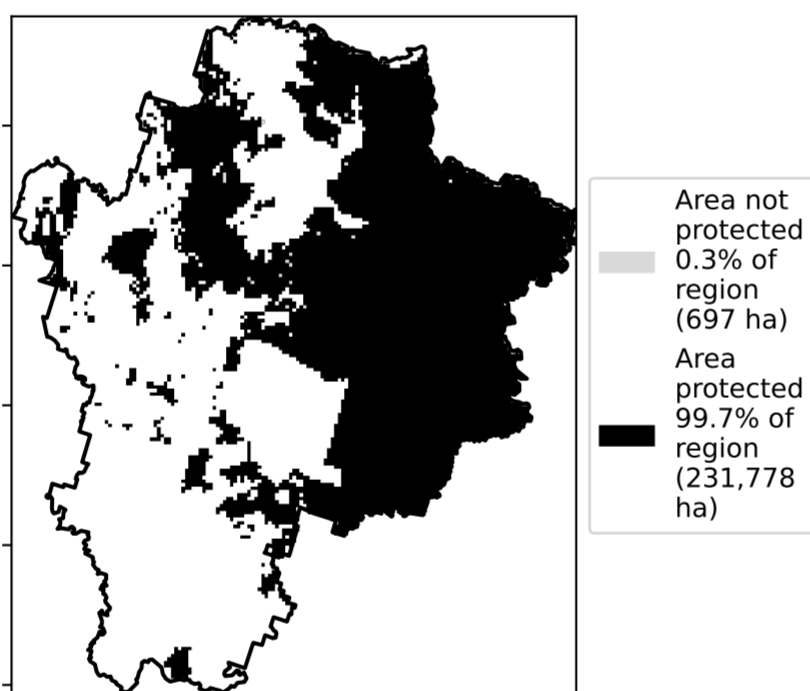 Area not
protected
0.3% of
region
(697 ha)
Area
protected
99.7% of
region
(231,778
ha)